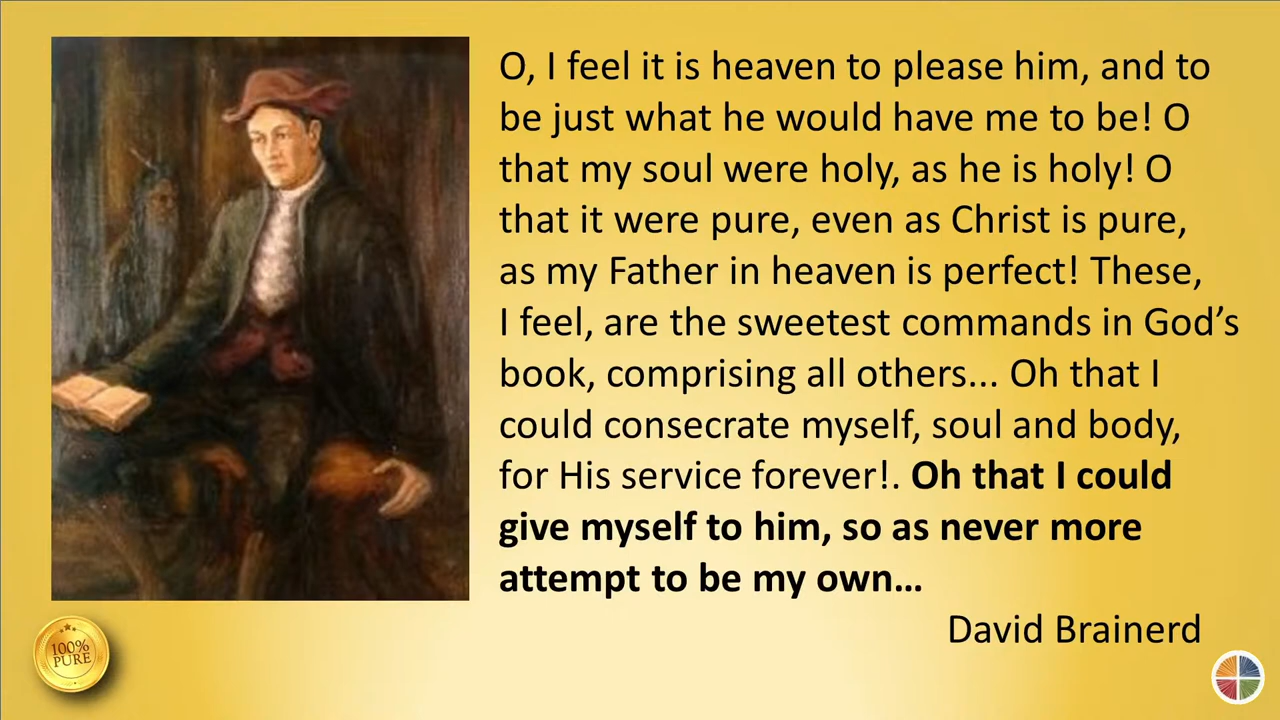 O, I feel it is heaven to please him, and to
be just what he would have me to be! O
that my soul were holy, as he is holy! O
that it were pure, even as Christ is pure,
as my Father in heaven is perfect! These,
I feel, are the sweetest commands in God’s
book, comprising all others... Oh that I
could consecrate myself, soul and body,
for His service forever!. Oh that I could
give myself to him, so as never more
attempt to be my own…
David Brainerd
100%
PURE